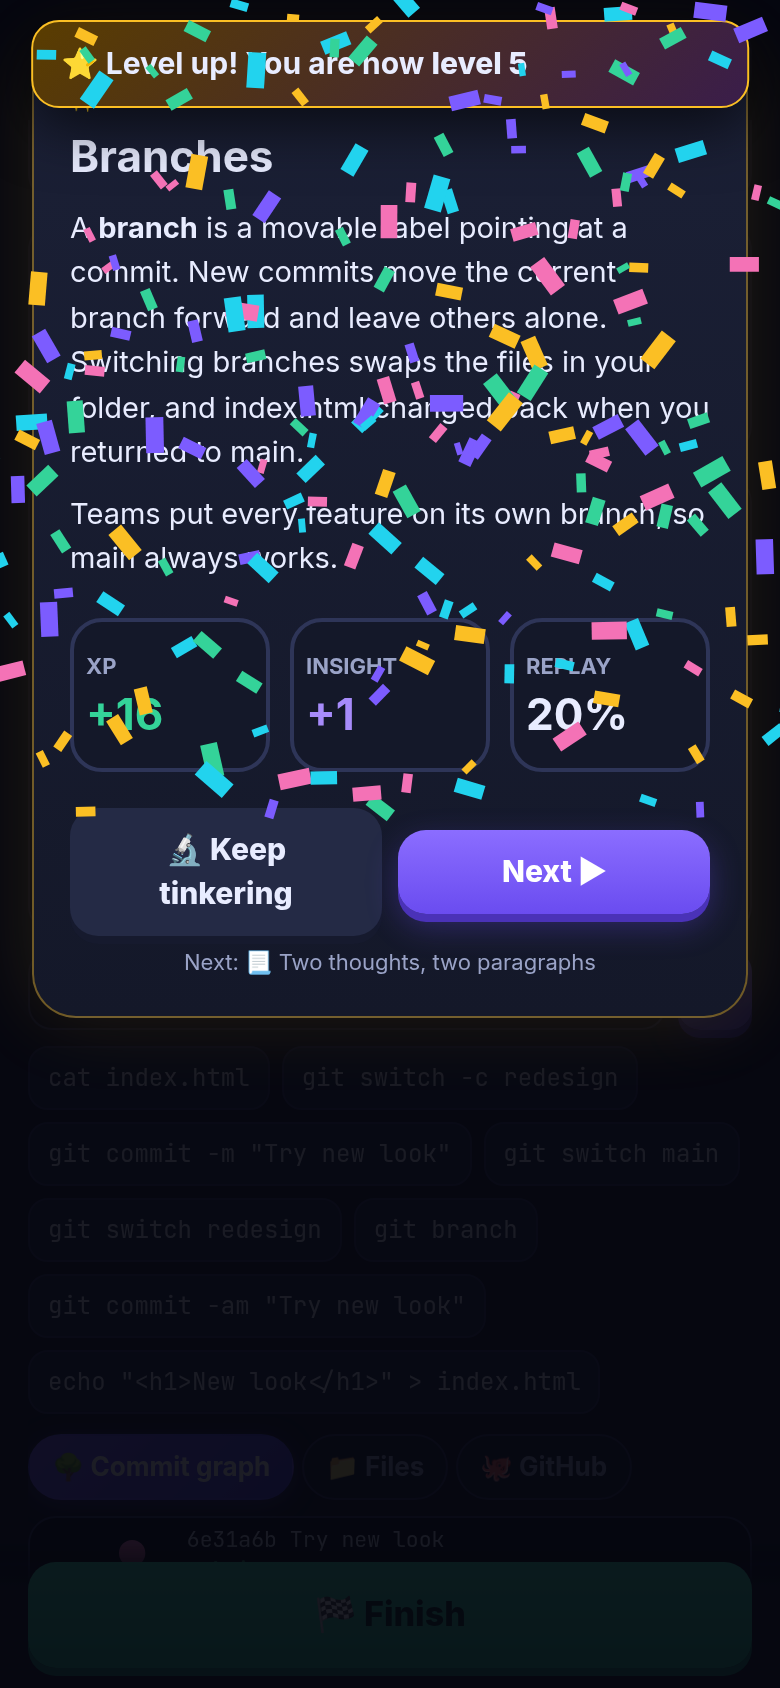 ⭐ Level up! You are now level 5
Branches
A branch is a movable label pointing at a
commit. New commits move the current
branch forward and leave others alone.
Switching branches swaps the files in your
folder, and index.html changed back when you
returned to main.
Teams put every feature on its own branch, so
main always works.
XP
+16
INSIGHT
+1
REPLAY
20%
🔬 Keep
tinkering
Next ▶
Next: 📃 Two thoughts, two paragraphs
cat index.html
git switch -c redesign
git commit -m "Try new look"
git switch main
git switch redesign
git branch
git commit -am "Try new look"
echo "<h1>New look</h1>" > index.html
🌳 Commit graph
📁 Files
🐙 GitHub
6e31a6b Try new look
🏁 Finish